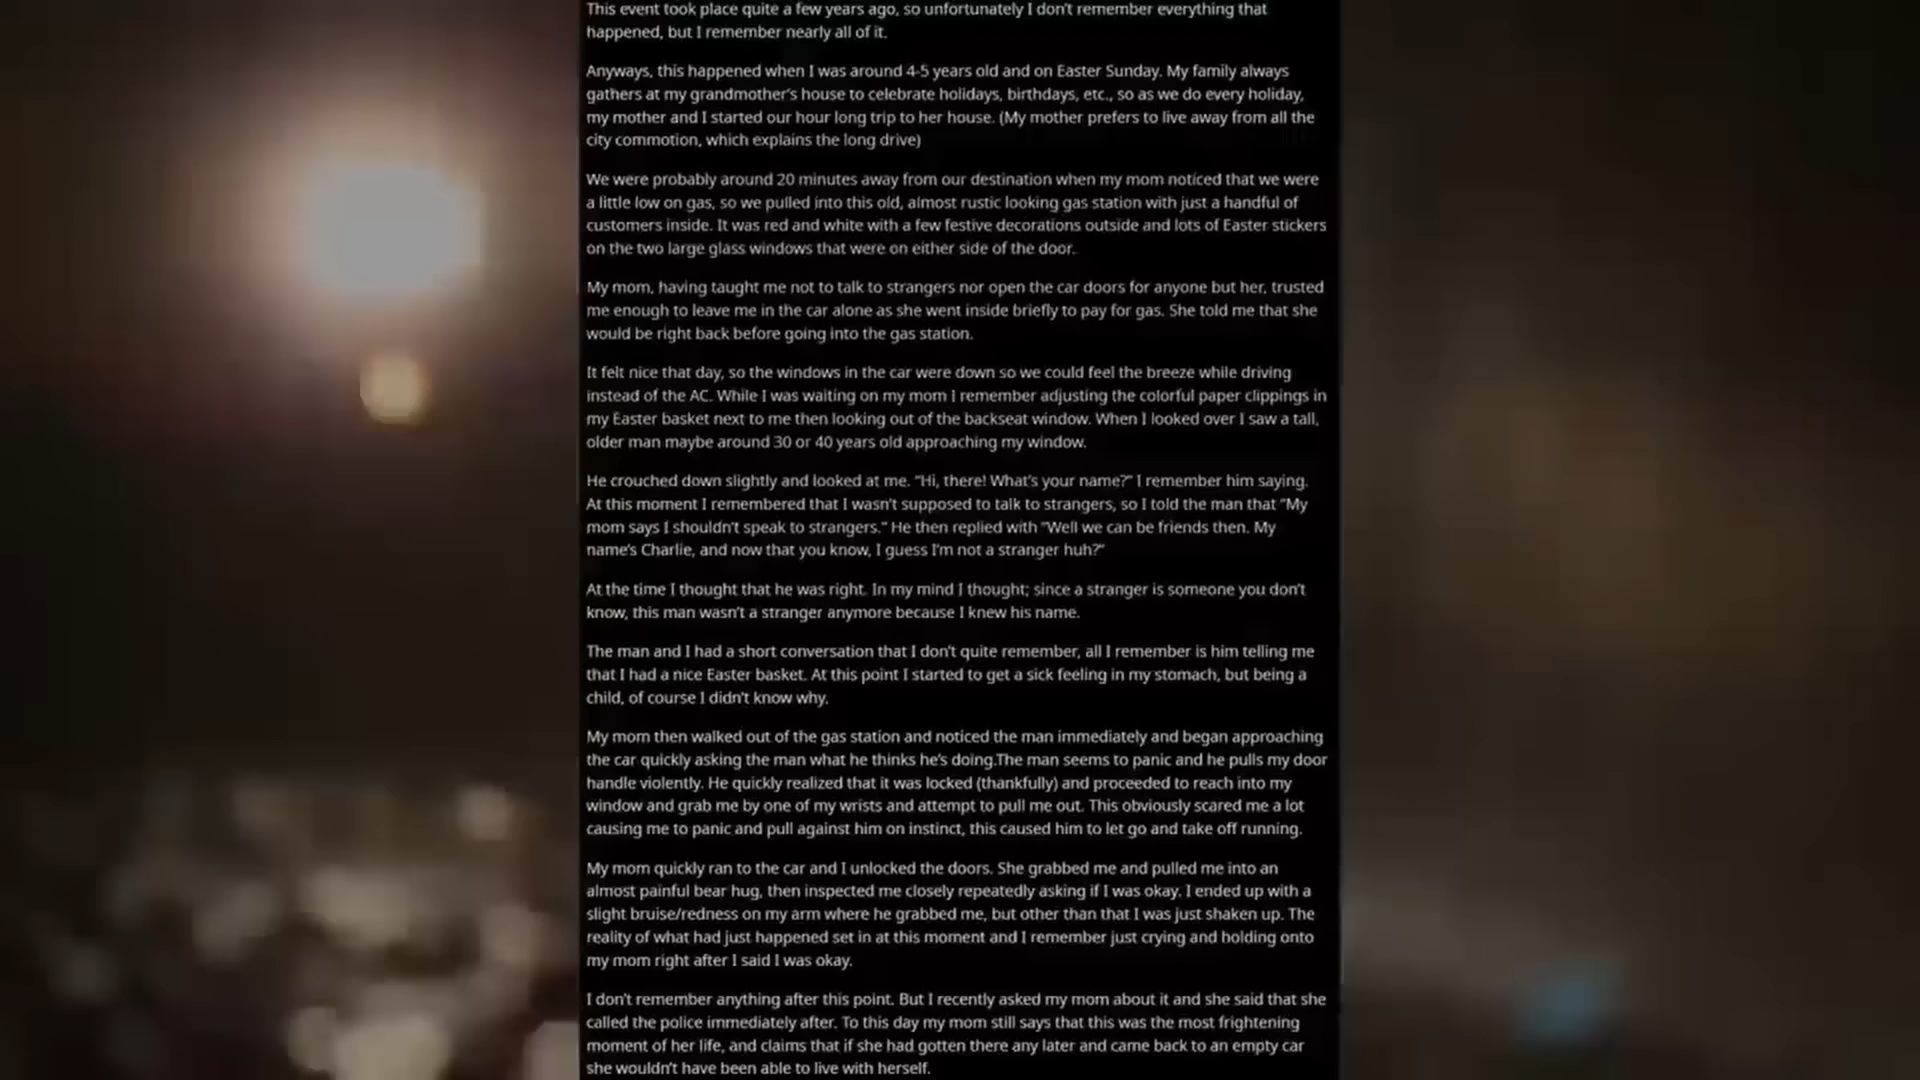 This event took place quite a few years ago, so unfortunately I don't remember everything that
happened, but I remember nearly all of it.
Anyways, this happened when I was around 4-5 years old and on Easter Sunday. My family always
gathers at my grandmother's house to celebrate holidays, birthdays, etc., so as we do every holiday,
my mother and I started our hour long trip to her house. (My mother prefers to live away from all the
city commotion, which explains the long drive)
We were probably around 20 minutes away from our destination when my mom noticed that we were
a little low on gas, so we pulled into this old, almost rustic looking gas station with just a handful of
customers inside. It was red and white with a few festive decorations outside and lots of Easter stickers
on the two large glass windows that were on either side of the door.
My mom, having taught me not to talk to strangers nor open the car doors for anyone but her, trusted
me enough to leave me in the car alone as she went inside briefly to pay for gas. She told me that she
would be right back before going into the gas station.
It felt nice that day, so the windows in the car were down so we could feel the breeze while driving
instead of the AC. While I was waiting on my mom I remember adjusting the colorful paper clippings in
my Easter basket next to me then looking out of the backseat window. When I looked over I saw a tall,
older man maybe around 30 or 40 years old approaching my window.
He crouched down slightly and looked at me. "Hi, there! What's your name?" I remember him saying.
At this moment I remembered that I wasn't supposed to talk to strangers, so I told the man that "My
mom says I shouldn't speak to strangers." He then replied with "Well we can be friends then. My
name's Charlie, and now that you know, I guess I'm not a stranger huh?"
At the time I thought that he was right. In my mind I thought; since a stranger is someone you don't
know, this man wasn't a stranger anymore because I knew his name.
The man and I had a short conversation that I don't quite remember, all I remember is him telling me
that I had a nice Easter basket. At this point I started to get a sick feeling in my stomach, but being a
child, of course I didn't know why.
My mom then walked out of the gas station and noticed the man immediately and began approaching
the car quickly asking the man what he thinks he's doing.The man seems to panic and he pulls my door
handle violently. He quickly realized that it was locked (thankfully) and proceeded to reach into my
window and grab me by one of my wrists and attempt to pull me out. This obviously scared me a lot
causing me to panic and pull against him on instinct, this caused him to let go and take off running.
My mom quickly ran to the car and I unlocked the doors. She grabbed me and pulled me into an
almost painful bear hug, then inspected me closely repeatedly asking if I was okay. I ended up with a
slight bruise/redness on my arm where he grabbed me, but other than that I was just shaken up. The
reality of what had just happened set in at this moment and I remember just crying and holding onto
my mom right after I said I was okay.
I don't remember anything after this point. But I recently asked my mom about it and she said that she
called the police immediately after. To this day my mom still says that this was the most frightening
moment of her life, and claims that if she had gotten there any later and came back to an empty car
she wouldn't have been able to live with herself.